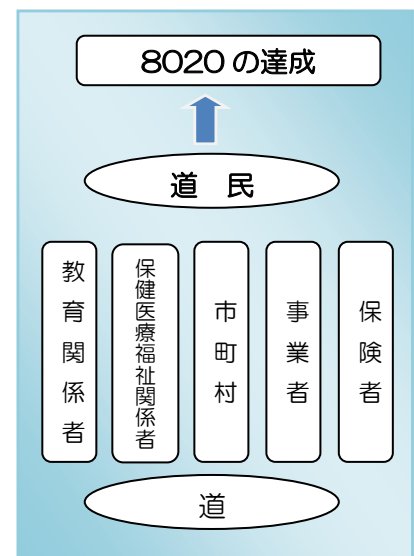 8020の達成
道 民
教育関係者
保健医療福祉関係者
市町村
事業者
保険者
道